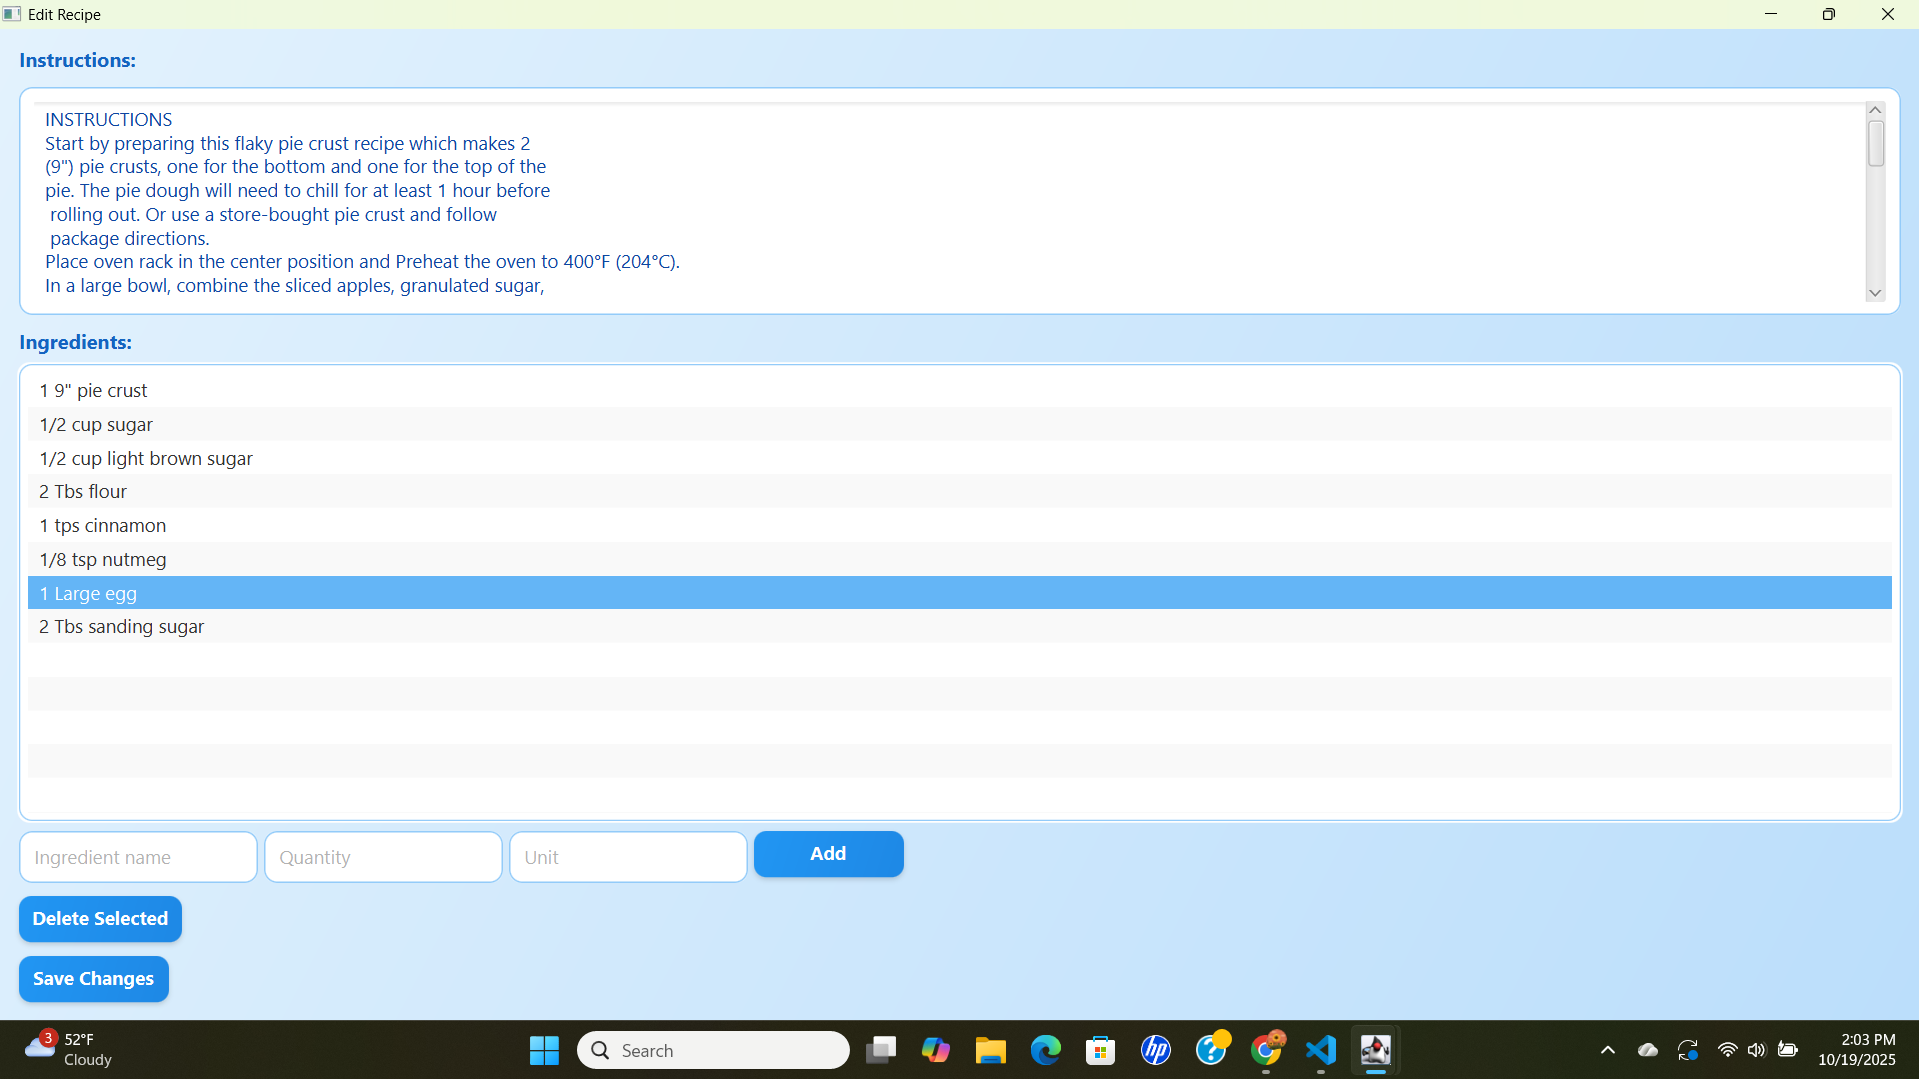 Edit Recipe
Instructions:
INSTRUCTIONS
Start by preparing this flaky pie crust recipe which makes 2
(9") pie crusts, one for the bottom and one for the top of the
pie. The pie dough will need to chill for at least 1 hour before
rolling out. Or use a store-bought pie crust and follow
package directions.
Place oven rack in the center position and Preheat the oven to 400°F (204°C).
In a large bowl, combine the sliced apples, granulated sugar,
Ingredients:
1 9" pie crust
1/2 cup sugar
1/2 cup light brown sugar
2 Tbs flour
1 tps cinnamon
1/8 tsp nutmeg
1 Large egg
2 Tbs sanding sugar
Ingredient name
Quantity
Unit
Add
Delete Selected
Save Changes
3
52°F
Cloudy
Search
hp
?
2:03 PM
10/19/2025